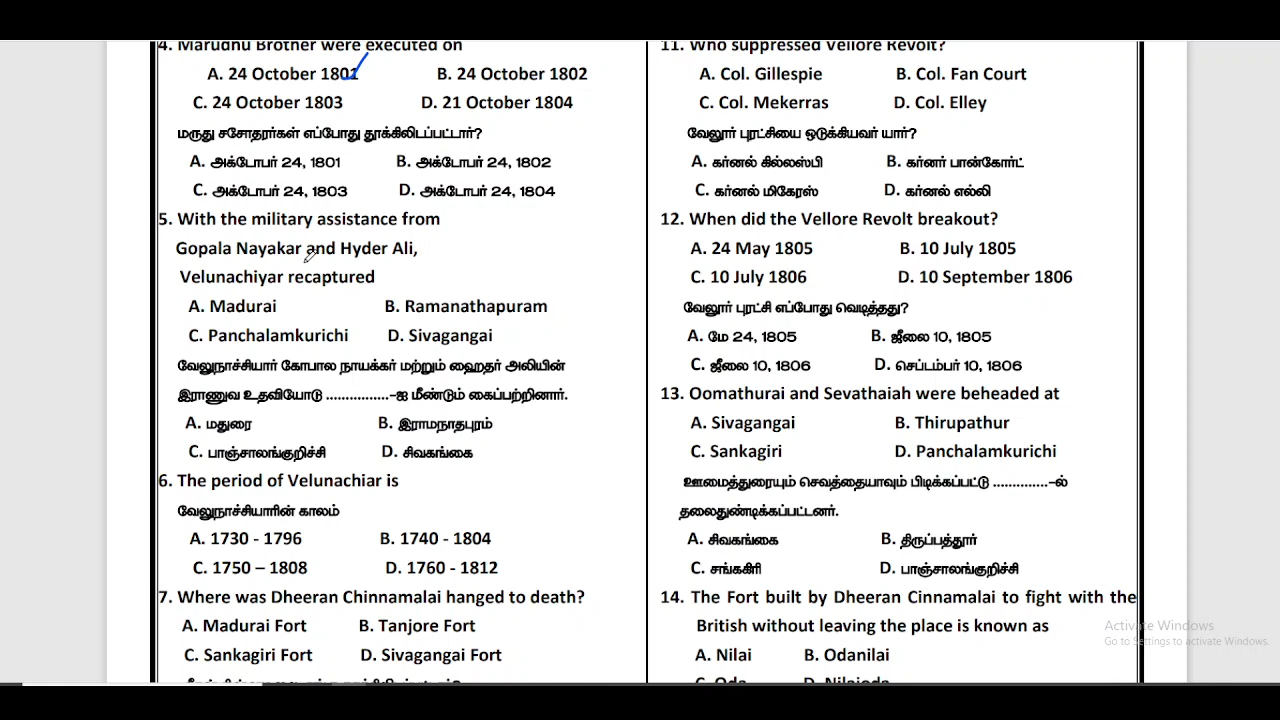 4. Marudhu Brother were executed on
A. 24 October 1801 B. 24 October 1802
C. 24 October 1803 D. 21 October 1804
மருது சசோதரர்கள் எப்போது தூக்கிலிடப்பட்டார்?
A. அக்டோபர் 24, 1801 B. அக்டோபர் 24, 1802
C. அக்டோபர் 24, 1803 D. அக்டோபர் 24, 1804
5. With the military assistance from
Gopala Nayakar and Hyder Ali,
Velunachiyar recaptured
A. Madurai B. Ramanathapuram
C. Panchalamkurichi D. Sivagangai
வேலுநாச்சியார் கோபால நாயக்கர் மற்றும் ஹைதர் அலியின்
இராணுவ உதவியோடு ................-ஐ மீண்டும் கைப்பற்றினார்.
A. மதுரை B. இராமநாதபுரம்
C. பாஞ்சாலங்குறிச்சி D. சிவகங்கை
6. The period of Velunachiar is
வேலுநாச்சியாரின் காலம்
A. 1730 - 1796 B. 1740 - 1804
C. 1750 – 1808 D. 1760 - 1812
7. Where was Dheeran Chinnamalai hanged to death?
A. Madurai Fort B. Tanjore Fort
C. Sankagiri Fort D. Sivagangai Fort
11. Who suppressed Vellore Revolt?
A. Col. Gillespie B. Col. Fan Court
C. Col. Mekerras D. Col. Elley
வேலூர் புரட்சியை ஒடுக்கியவர் யார்?
A. கர்னல் கில்லஸ்பி B. கர்னர் பான்கோர்ட்
C. கர்னல் மிகேரஸ் D. கர்னல் எல்லி
12. When did the Vellore Revolt breakout?
A. 24 May 1805 B. 10 July 1805
C. 10 July 1806 D. 10 September 1806
வேலூர் புரட்சி எப்போது வெடித்தது?
A. மே 24, 1805 B. ஜீலை 10, 1805
C. ஜீலை 10, 1806 D. செப்டம்பர் 10, 1806
13. Oomathurai and Sevathaiah were beheaded at
A. Sivagangai B. Thirupathur
C. Sankagiri D. Panchalamkurichi
ஊமைத்துரையும் செவத்தையாவும் பிடிக்கப்பட்டு ..............-ல்
தலைதுண்டிக்கப்பட்டனர்.
A. சிவகங்கை B. திருப்பத்தூர்
C. சங்ககிரி D. பாஞ்சாலங்குறிச்சி
14. The Fort built by Dheeran Cinnamalai to fight with the
British without leaving the place is known as
A. Nilai B. Odanilai
C. Oda D. Nilaioda
Activate Windows
Go to Settings to activate Windows.